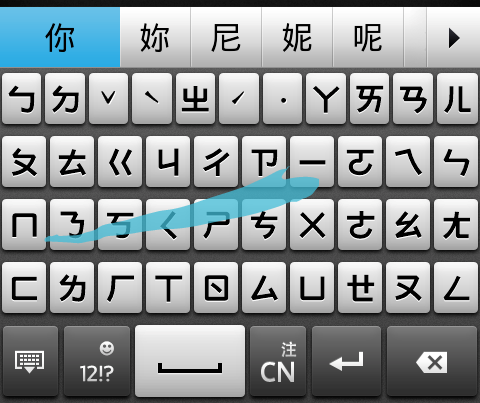 你 妳 尼 妮 呢
ㄅ ㄉ ˇ ˋ ㄓ ˊ ˙ ㄚ ㄞ ㄢ ㄦ
ㄆ ㄊ ㄍ ㄐ ㄔ ㄗ ㄧ ㄛ ㄟ ㄣ
ㄇ ㄋ ㄎ ㄑ ㄕ ㄘ ㄨ ㄜ ㄠ ㄤ
ㄈ ㄌ ㄏ ㄒ ㄖ ㄙ ㄩ ㄝ ㄡ ㄥ
12!? 注 CN